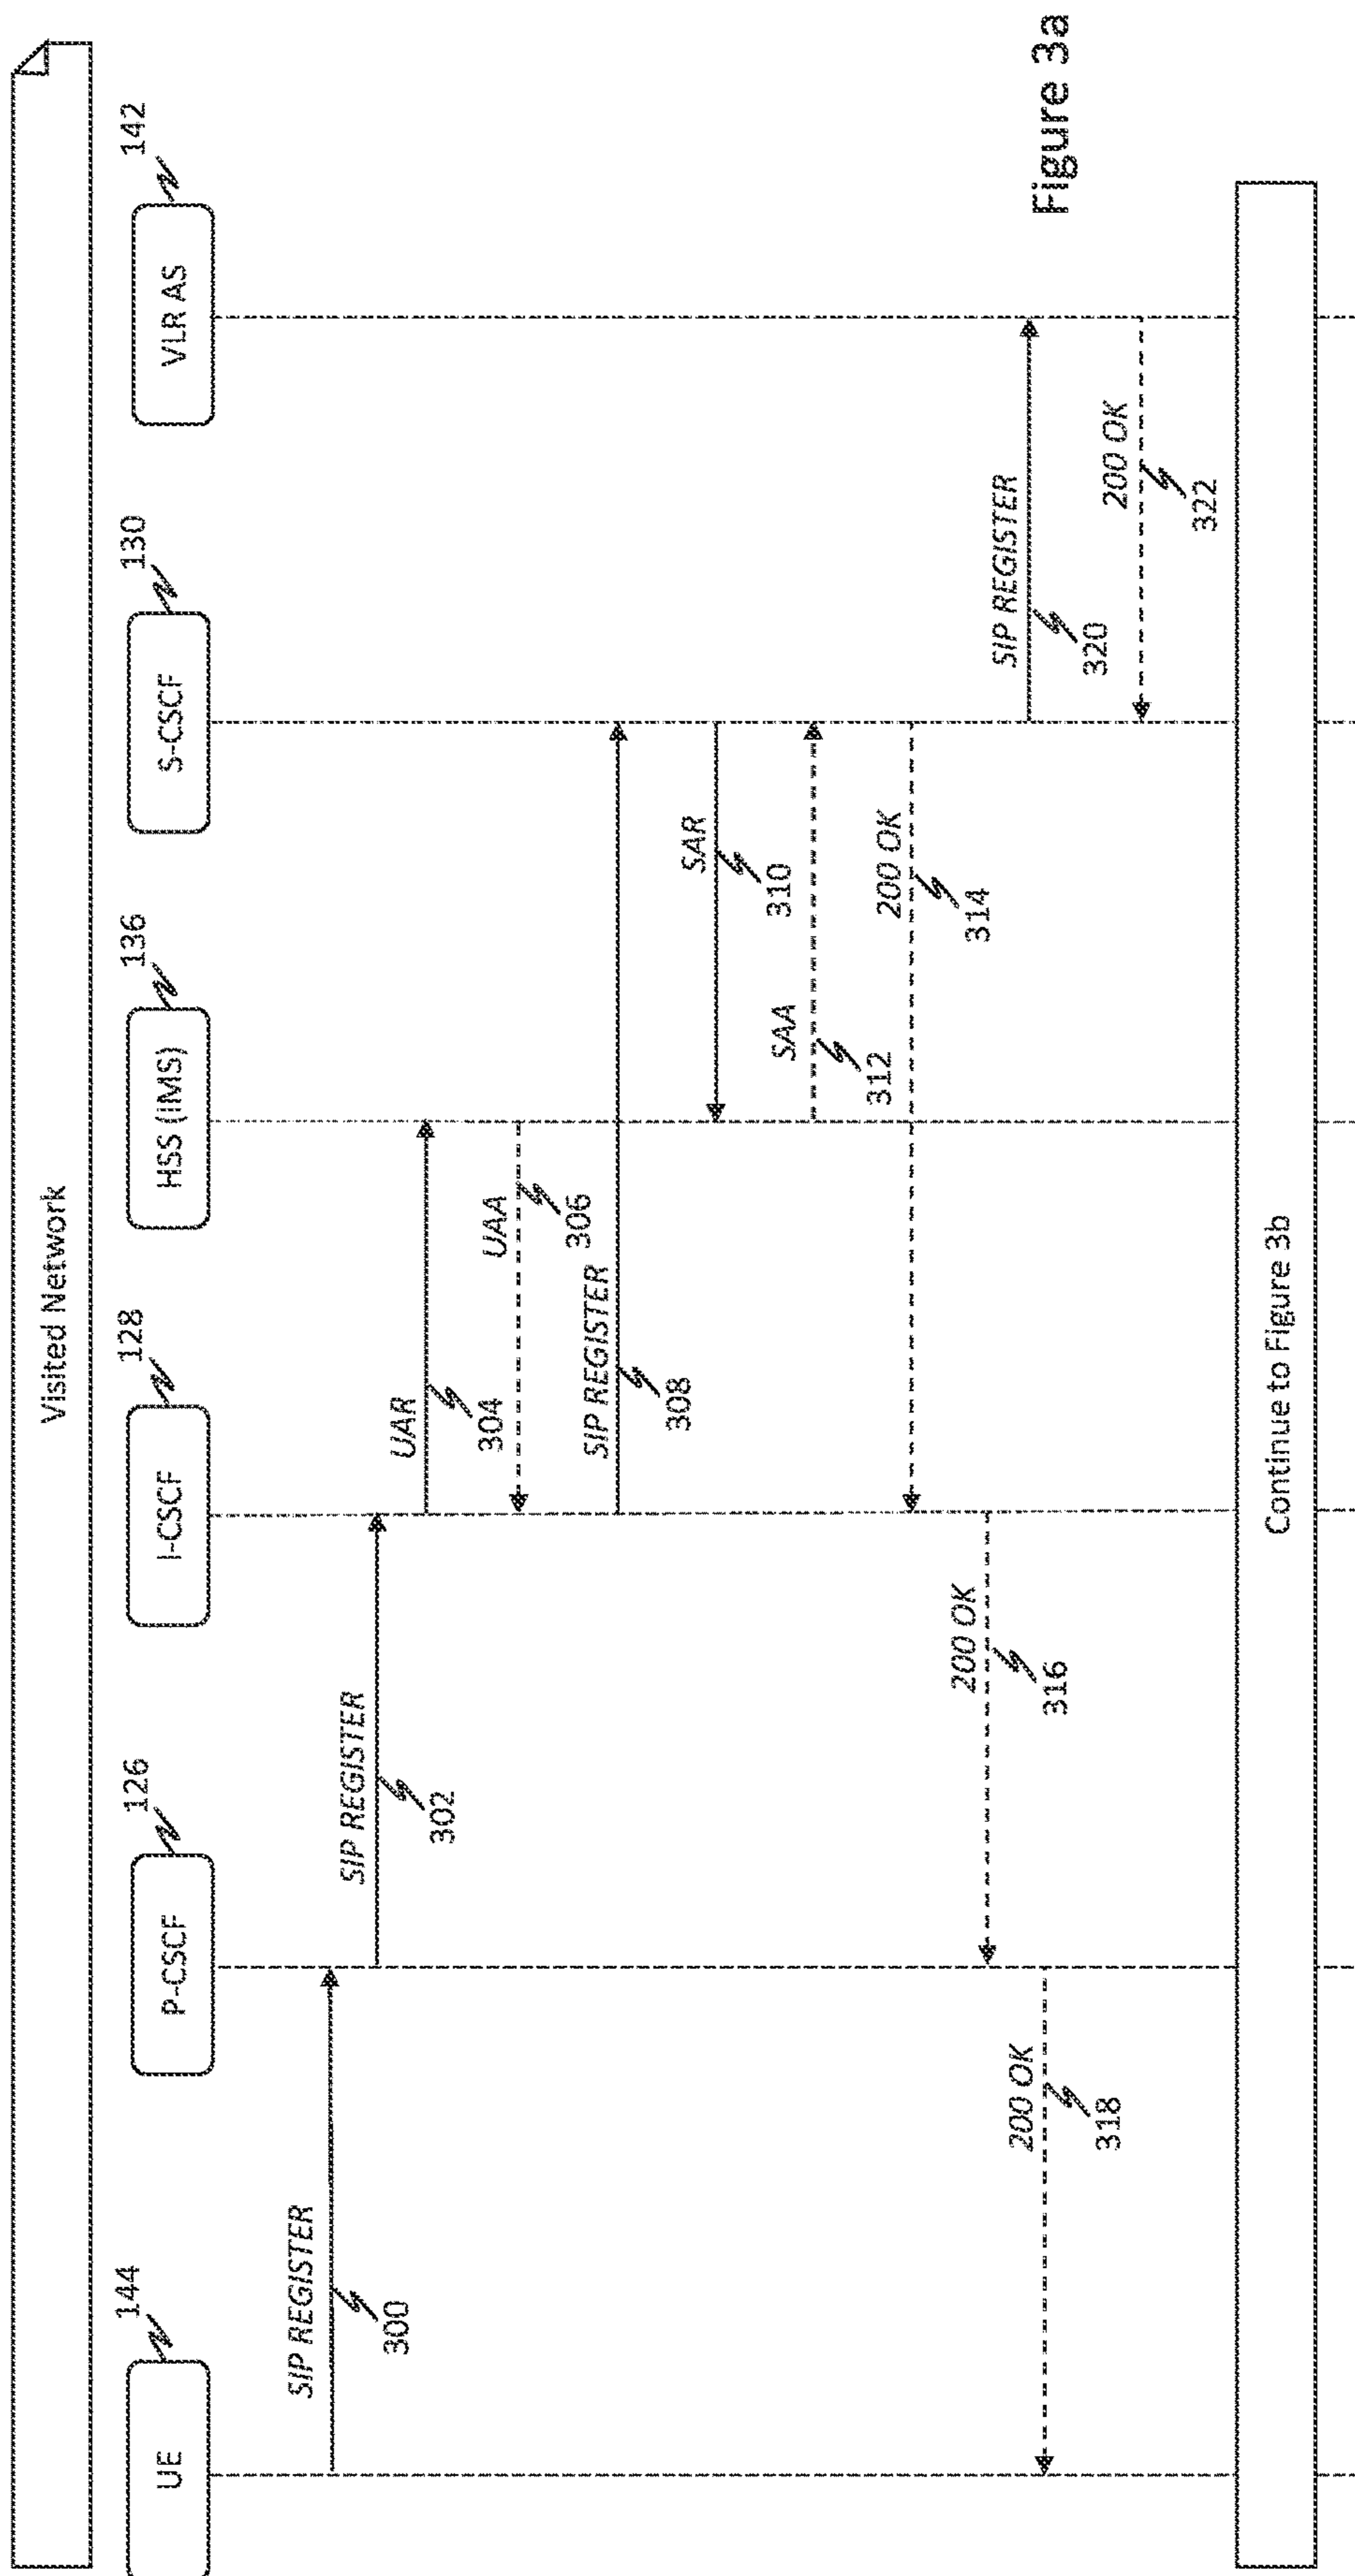 Visited Network
144
126
128
136
130
142
UE
P-CSCF
I-CSCF
HSS (IMS)
S-CSCF
VLR AS
SIP REGISTER
300
SIP REGISTER
302
UAR
304
UAA
306
SIP REGISTER
308
SAR
310
SAA
312
200 OK
314
200 OK
316
200 OK
318
SIP REGISTER
320
200 OK
322
Continue to Figure 3b
Figure 3a